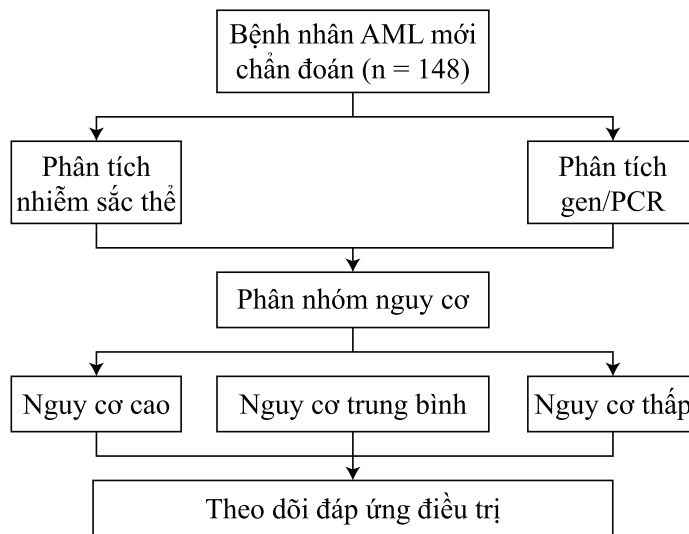 Bệnh nhân AML mới
chẩn đoán (n = 148)
Phân tích
nhiễm sắc thể
Phân tích
gen/PCR
Phân nhóm nguy cơ
Nguy cơ cao
Nguy cơ trung bình
Nguy cơ thấp
Theo dõi đáp ứng điều trị